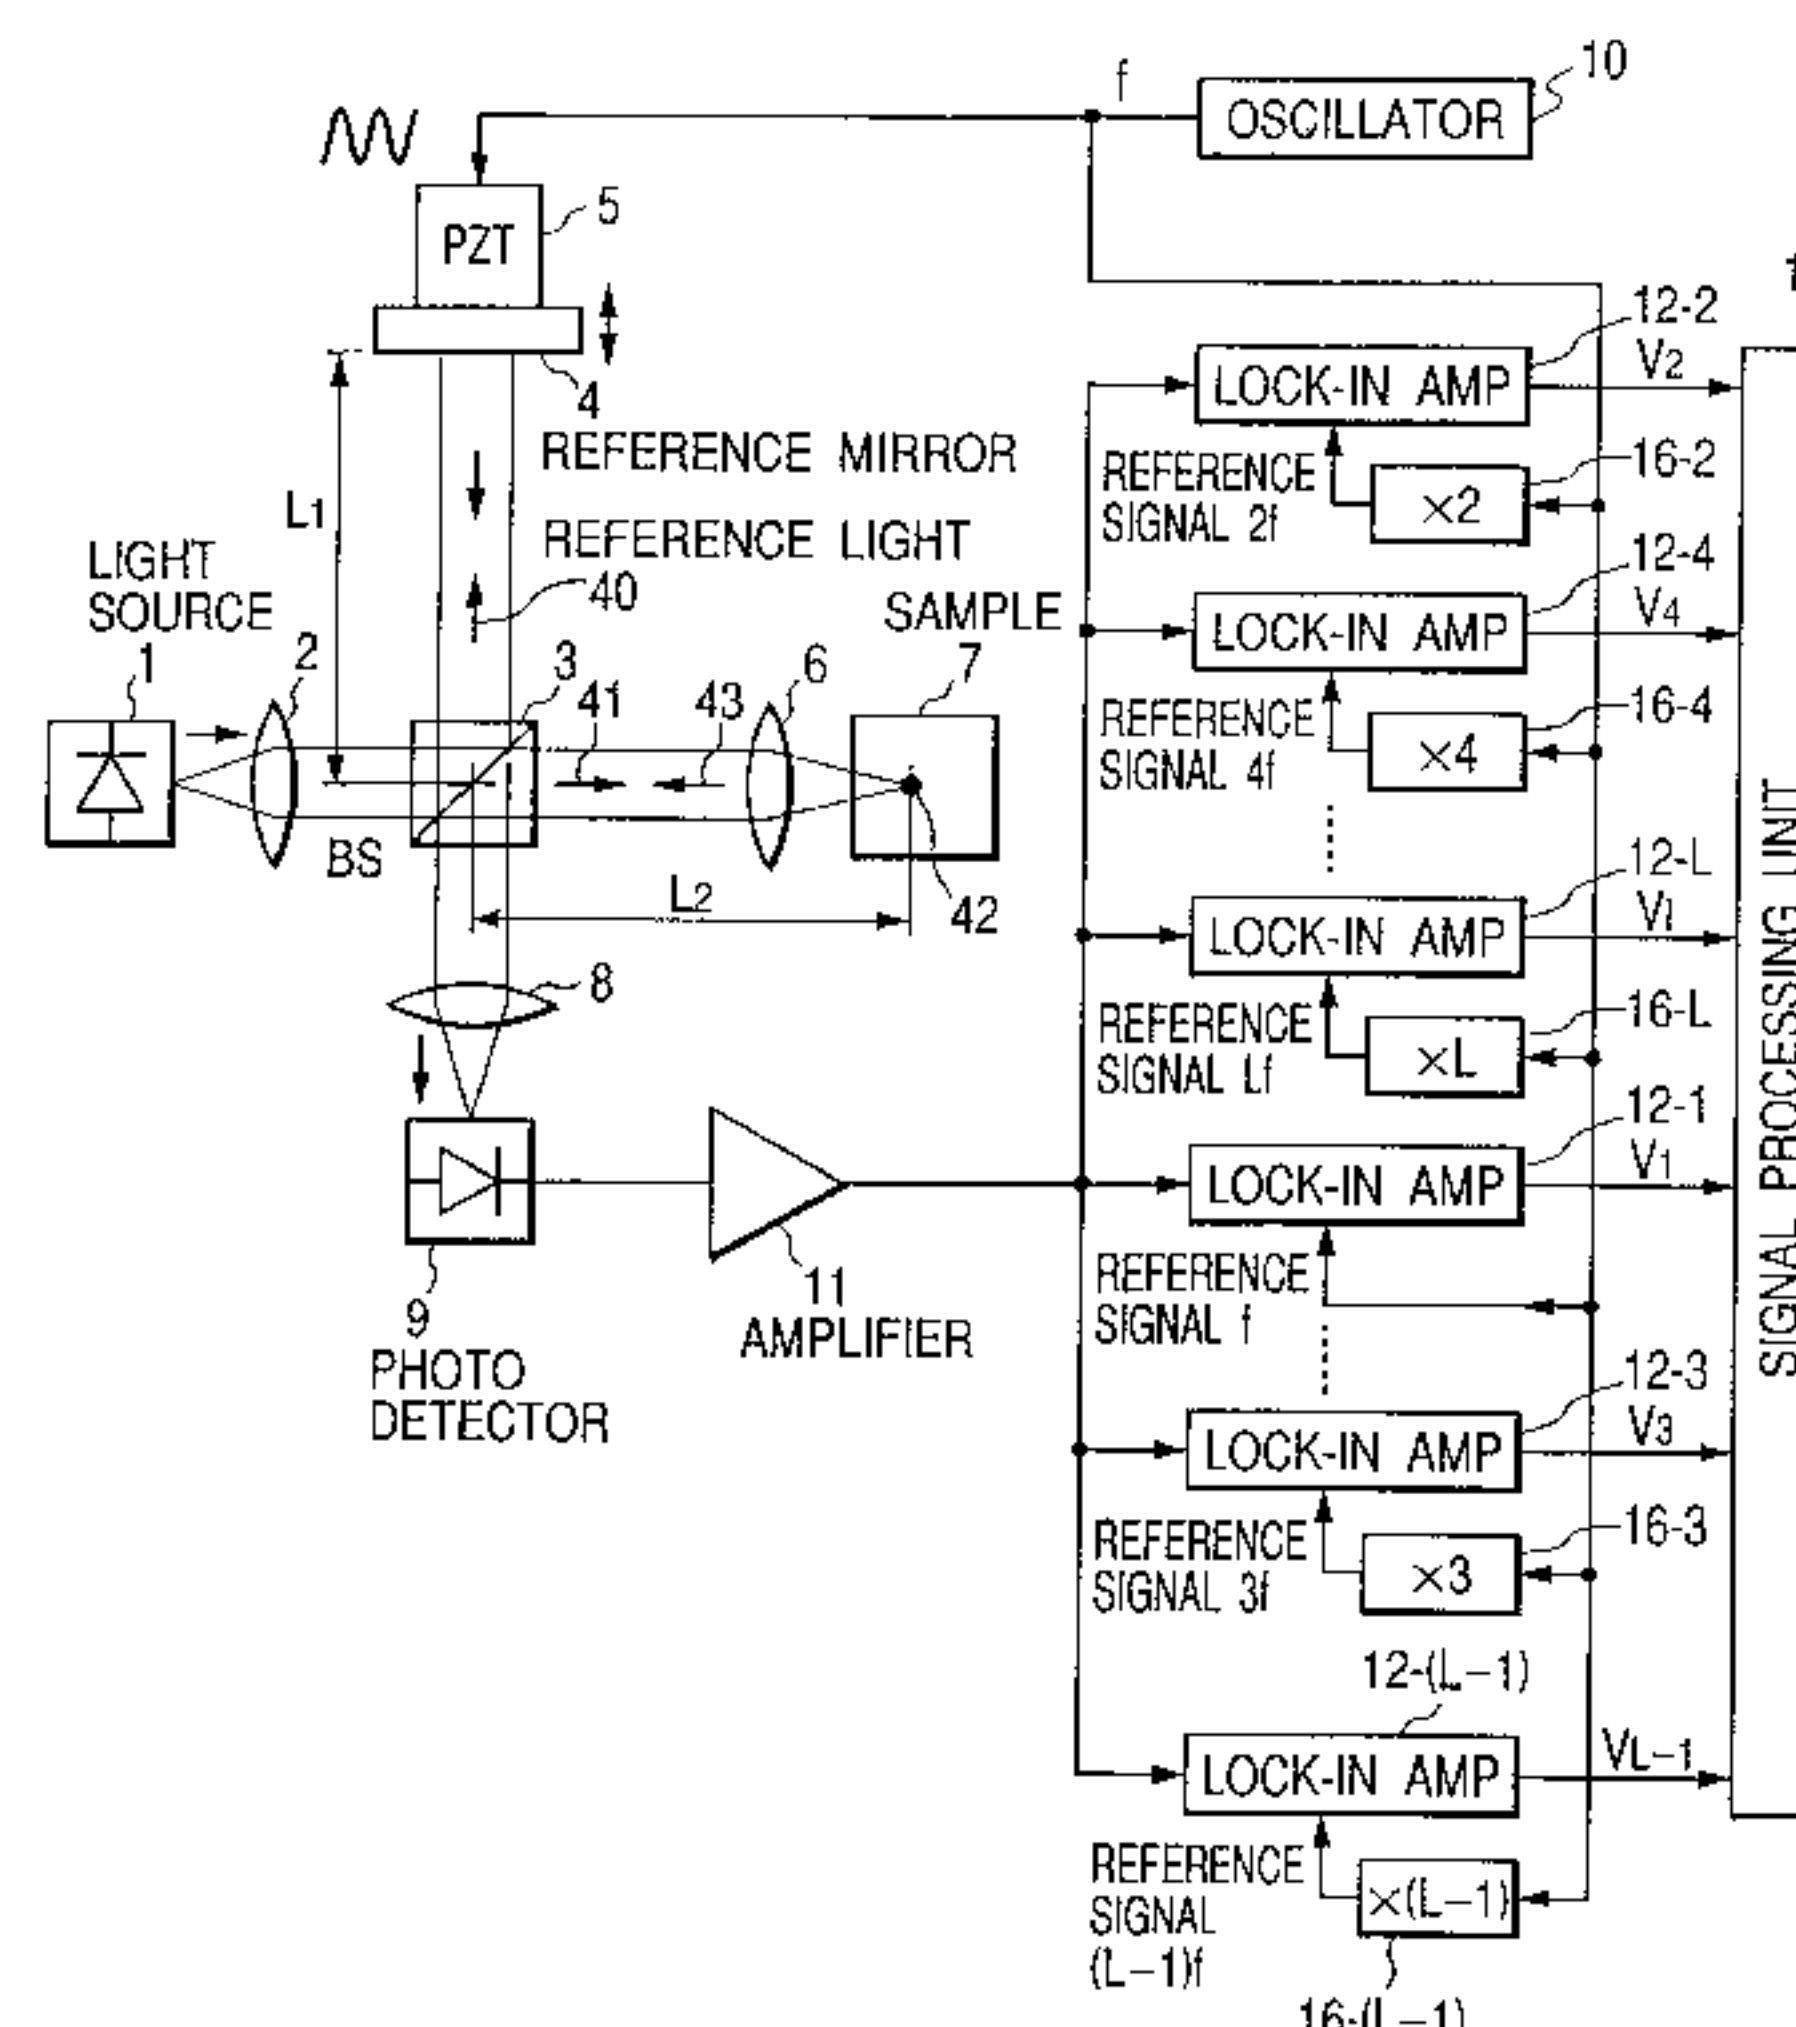 f
OSCILLATOR
10
PZT
5
4
REFERENCE MIRROR
L1
REFERENCE LIGHT
40
LIGHT
SOURCE
1
2
3
41
43
6
SAMPLE
7
BS
L2
42
8
9
PHOTO
DETECTOR
11
AMPLIFIER
LOCK-IN AMP
12-2
V2
REFERENCE
SIGNAL 2f
×2
16-2
LOCK-IN AMP
12-4
V4
REFERENCE
SIGNAL 4f
×4
16-4
LOCK-IN AMP
12-L
Vl
REFERENCE
SIGNAL Lf
×L
16-L
LOCK-IN AMP
12-1
V1
REFERENCE
SIGNAL f
LOCK-IN AMP
12-3
V3
REFERENCE
SIGNAL 3f
×3
16-3
12-(L-1)
LOCK-IN AMP
VL-1
REFERENCE
SIGNAL
(L-1)f
×(L-1)
16-(L-1)
SIGNAL PROCESSING UNIT